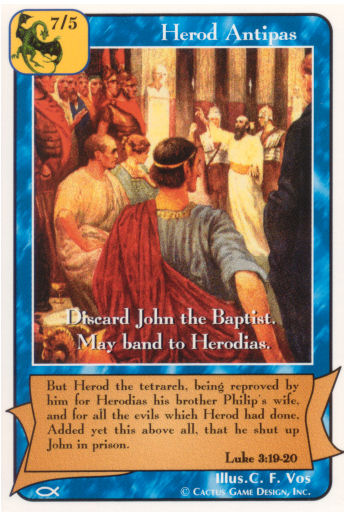 7/5
Herod Antipas
Discard John the Baptist.
May band to Herodias.
But Herod the tetrarch, being reproved by
him for Herodias his brother Philip's wife,
and for all the evils which Herod had done,
Added yet this above all, that he shut up
John in prison.
Luke 3:19-20
Illus.C. F. Vos
© Cactus Game Design, Inc.